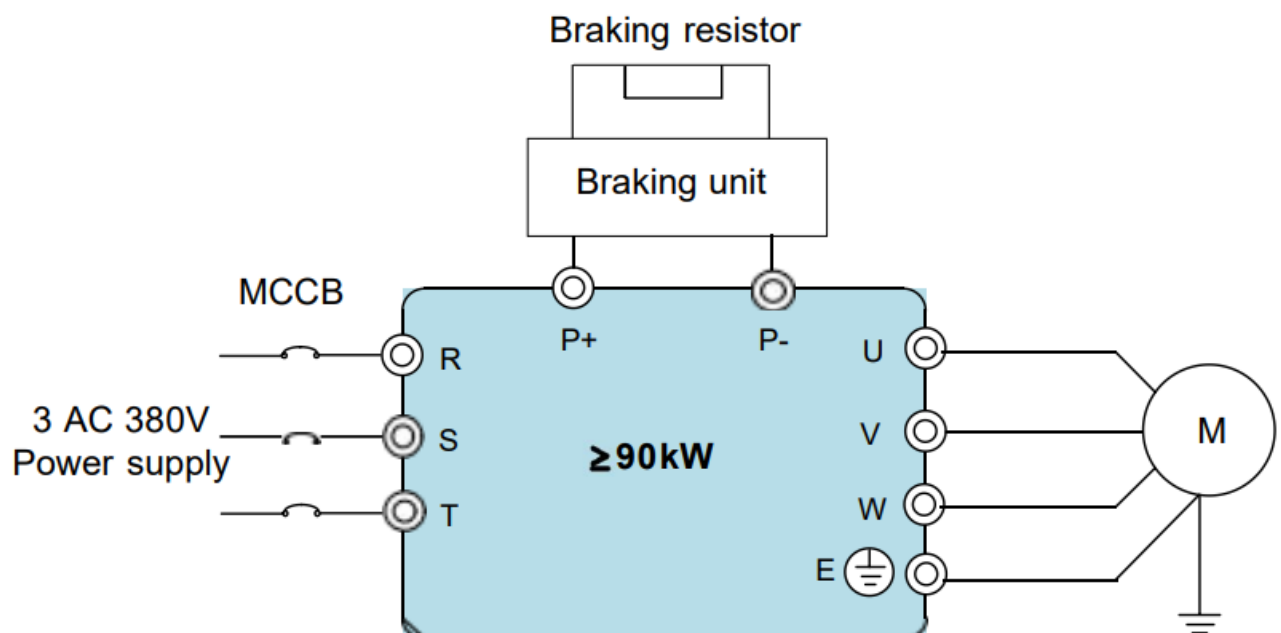 Braking resistor
Braking unit
MCCB
P+
P-
R
U
3 AC 380V
Power supply
S
V
M
≥90kW
T
W
E